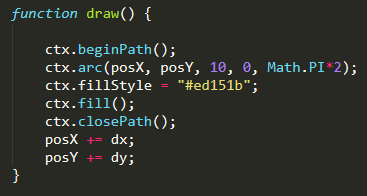 function draw() {
ctx.beginPath();
ctx.arc(posX, posY, 10, 0, Math.PI*2);
ctx.fillStyle = "#ed151b";
ctx.fill();
ctx.closePath();
posX += dx;
posY += dy;
}